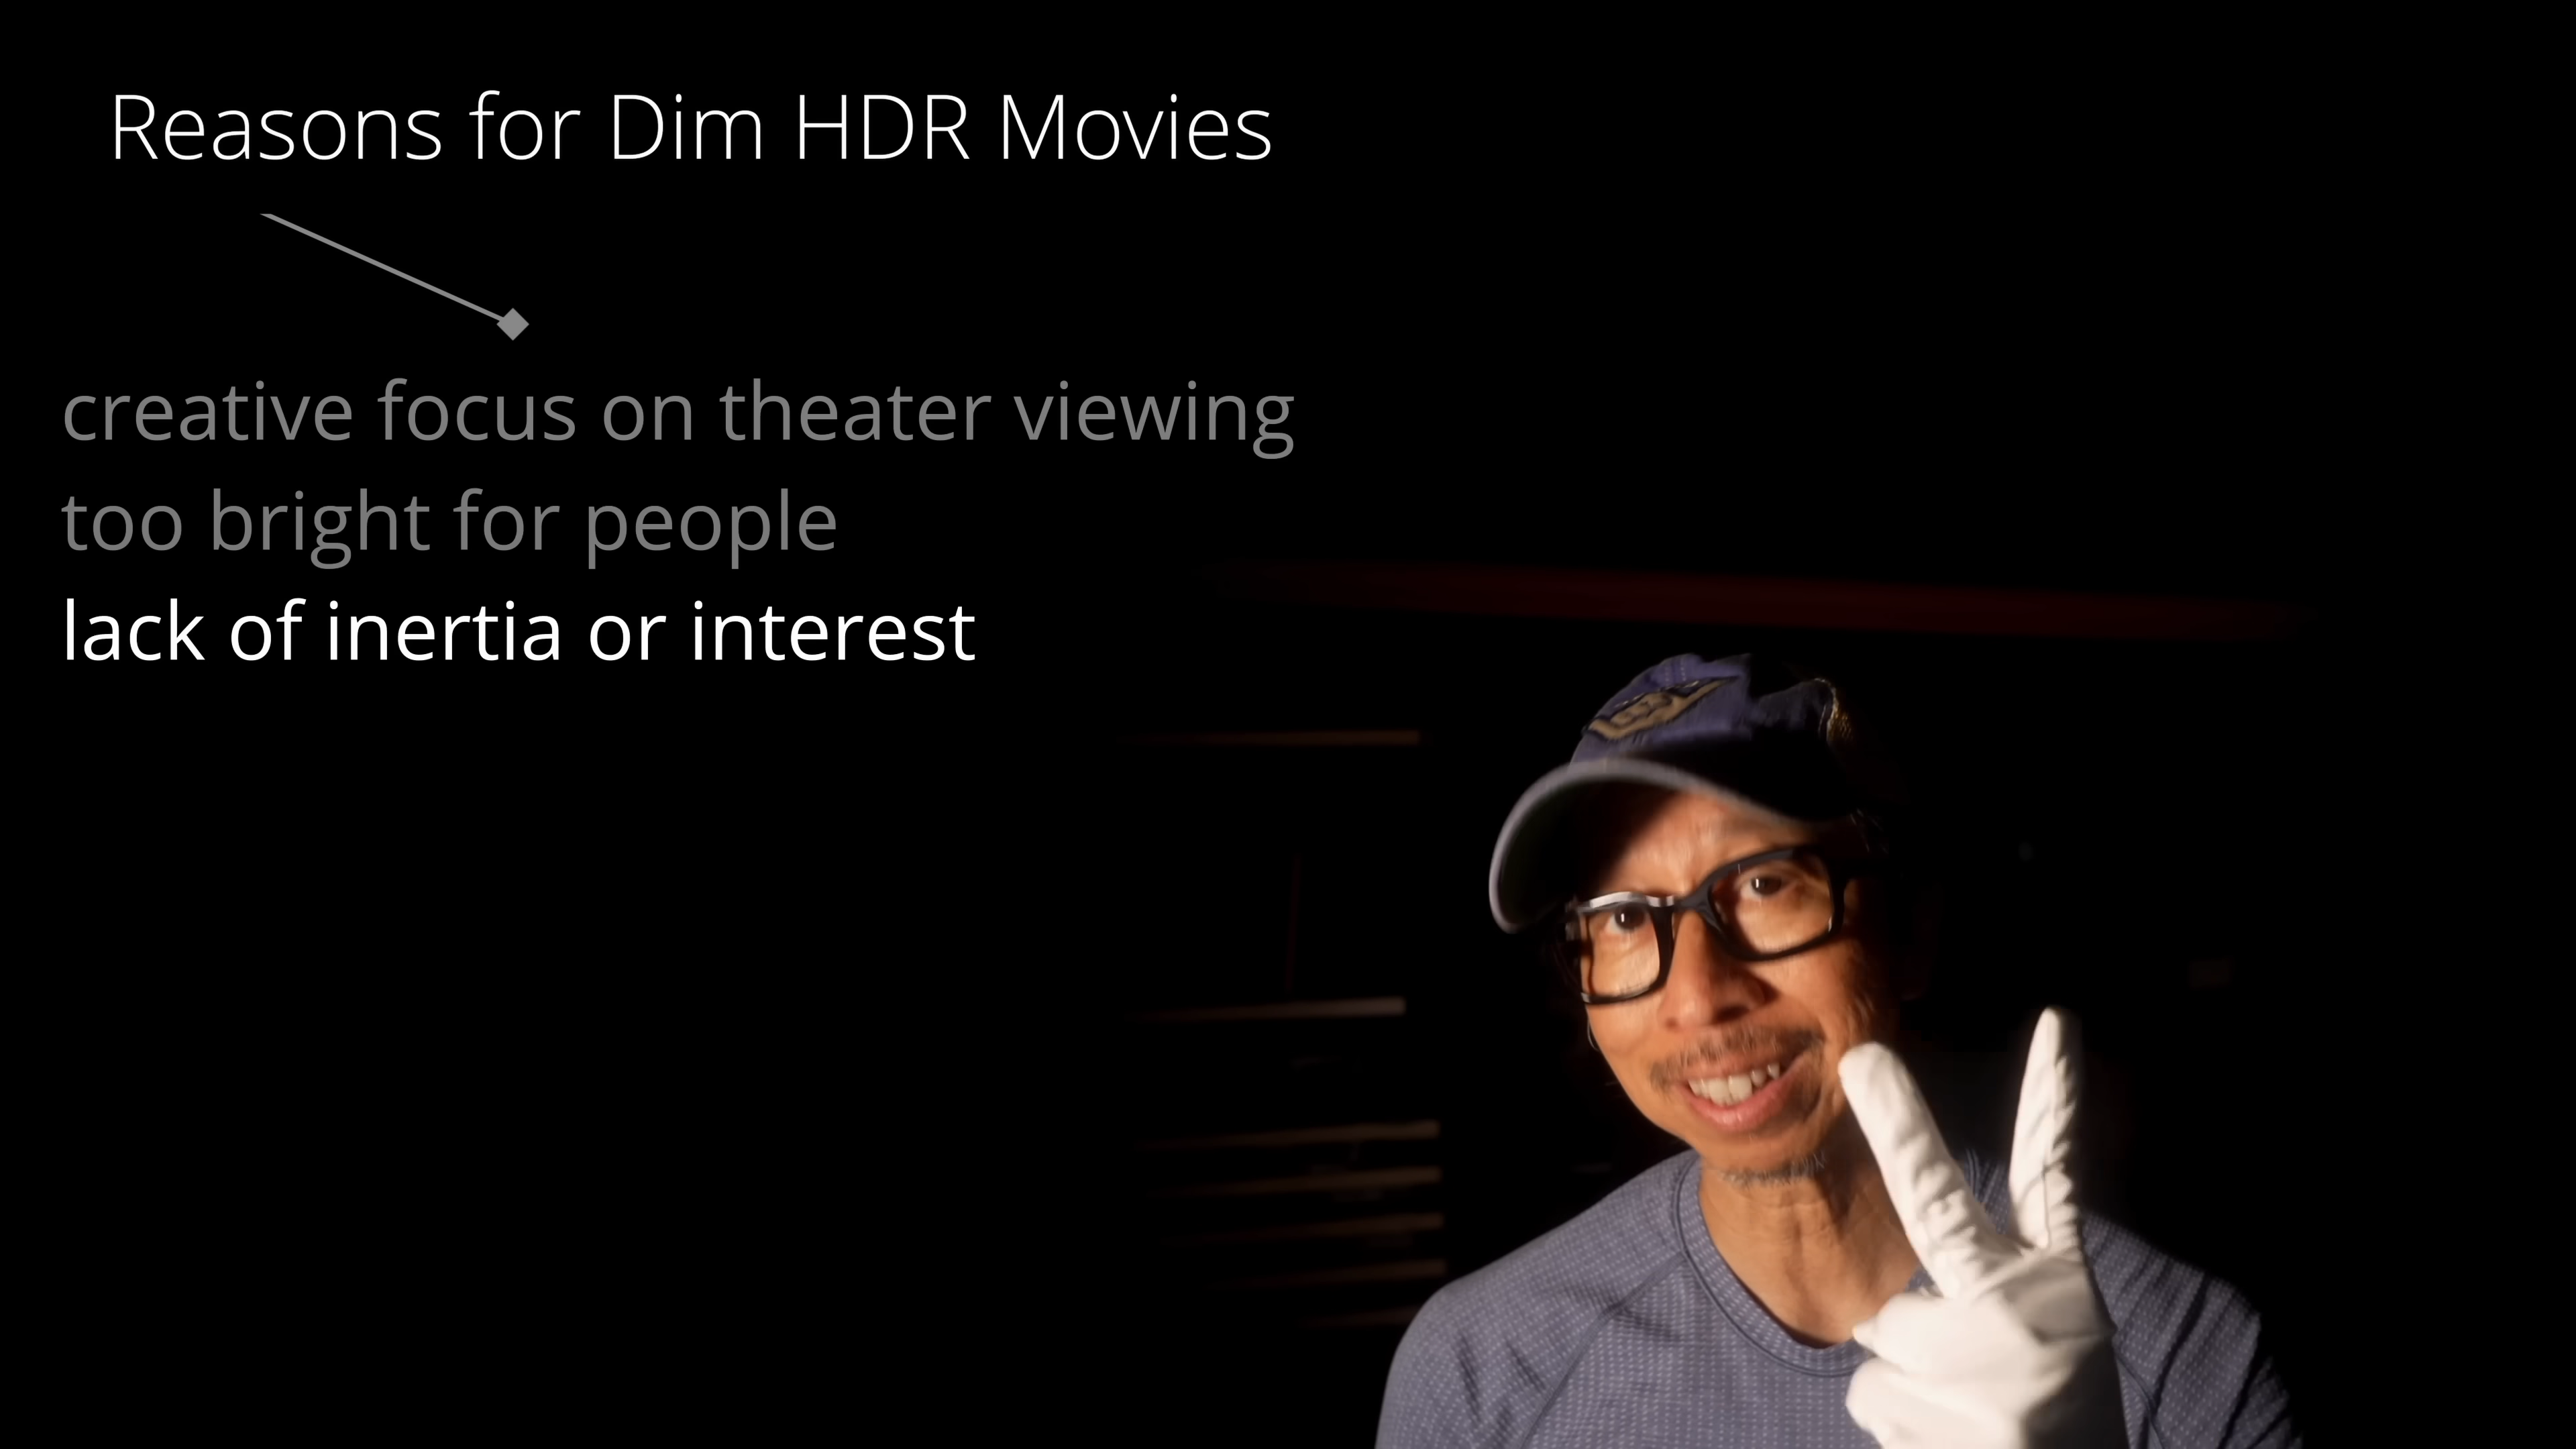 Reasons for Dim HDR Movies
creative focus on theater viewing
too bright for people
lack of inertia or interest